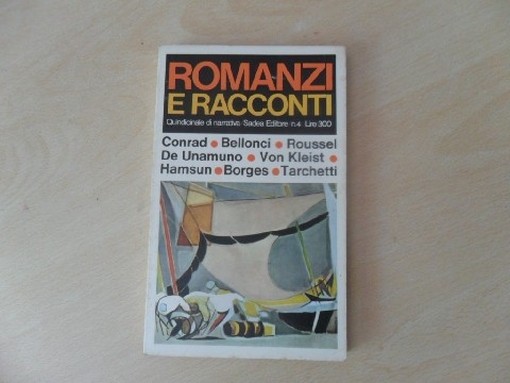 ROMANZI
E RACCONTI
Quindicinale di narrativa Sadea Editore n.4 Lire 300
Conrad • Bellonci • Roussel
De Unamuno • Von Kleist •
Hamsun • Borges • Tarchetti